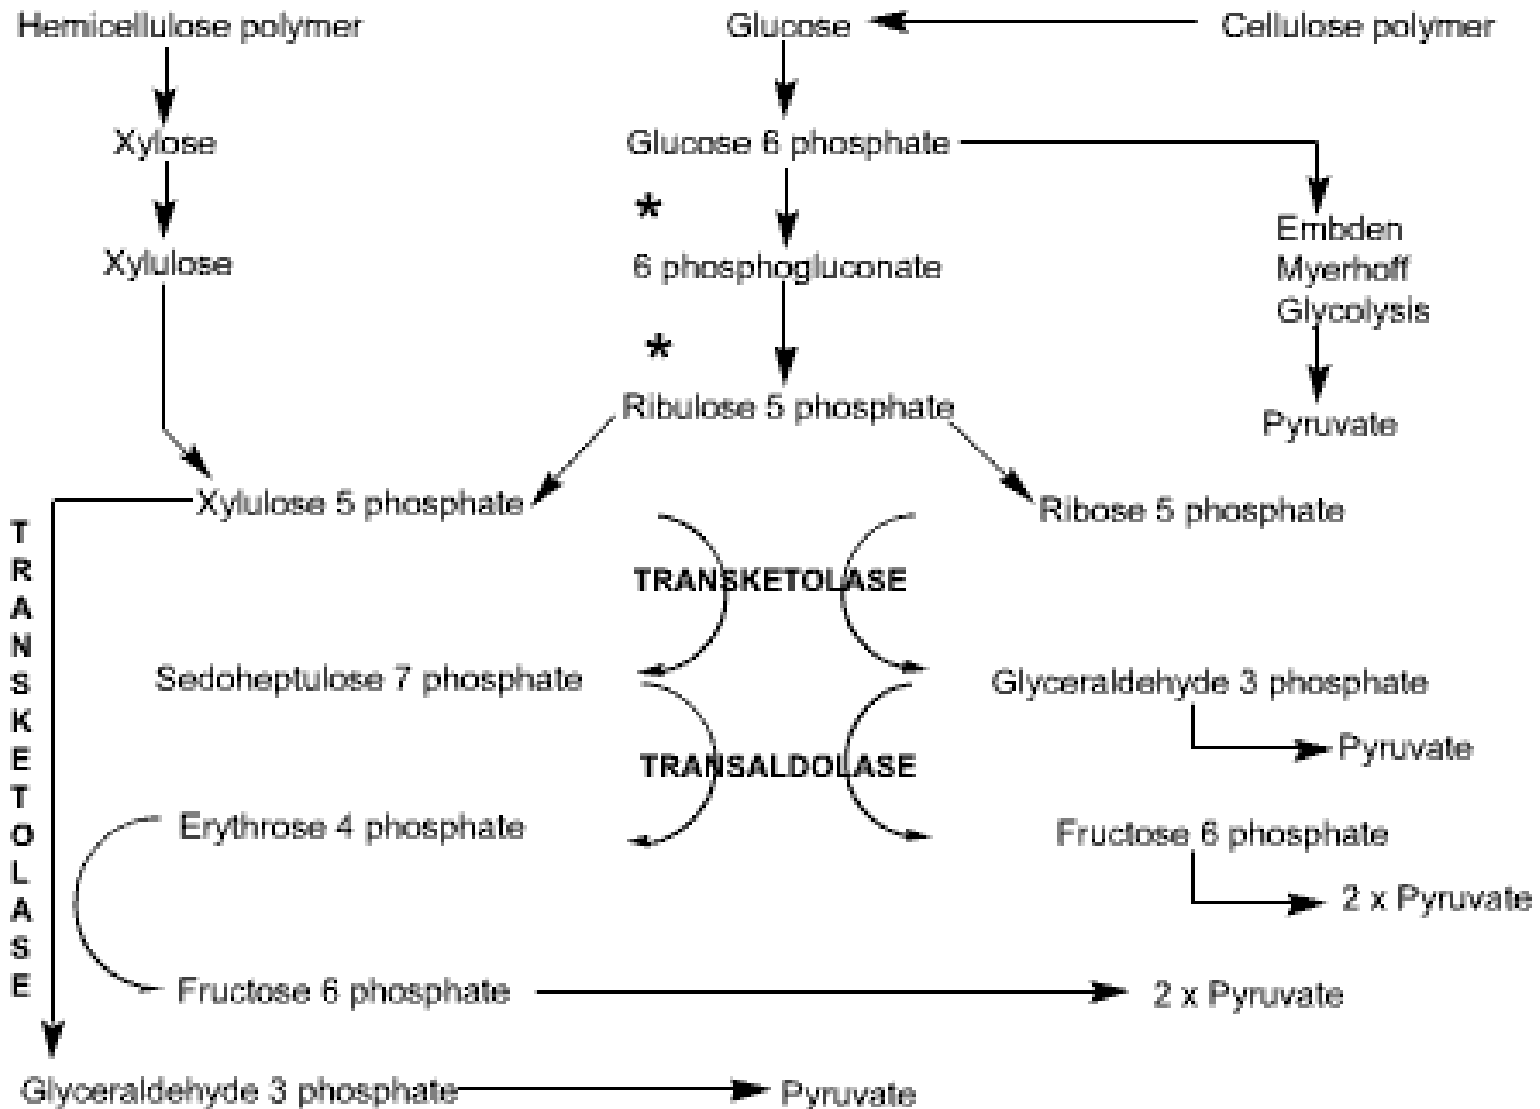 Hemicellulose polymer
Glucose
Cellulose polymer
Xylose
Glucose 6 phosphate
*
Embden
Myerhoff
Glycolysis
Xylulose
6 phosphogluconate
*
Ribulose 5 phosphate
Pyruvate
Xylulose 5 phosphate
Ribose 5 phosphate
TRANSKETOLASE
TRANSKETOLASE
Sedoheptulose 7 phosphate
Glyceraldehyde 3 phosphate
Pyruvate
TRANSALDOLASE
Erythrose 4 phosphate
Fructose 6 phosphate
2 x Pyruvate
Fructose 6 phosphate
2 x Pyruvate
Glyceraldehyde 3 phosphate
Pyruvate